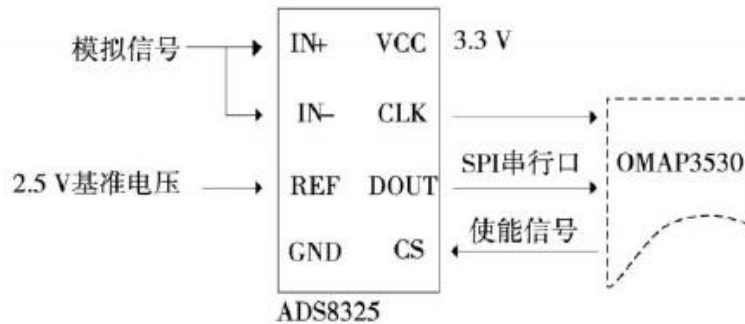 模拟信号
IN+ VCC 3.3 V
IN- CLK
SPI串行口 OMAP3530
2.5 V基准电压 REF DOUT
使能信号
GND CS
ADS8325